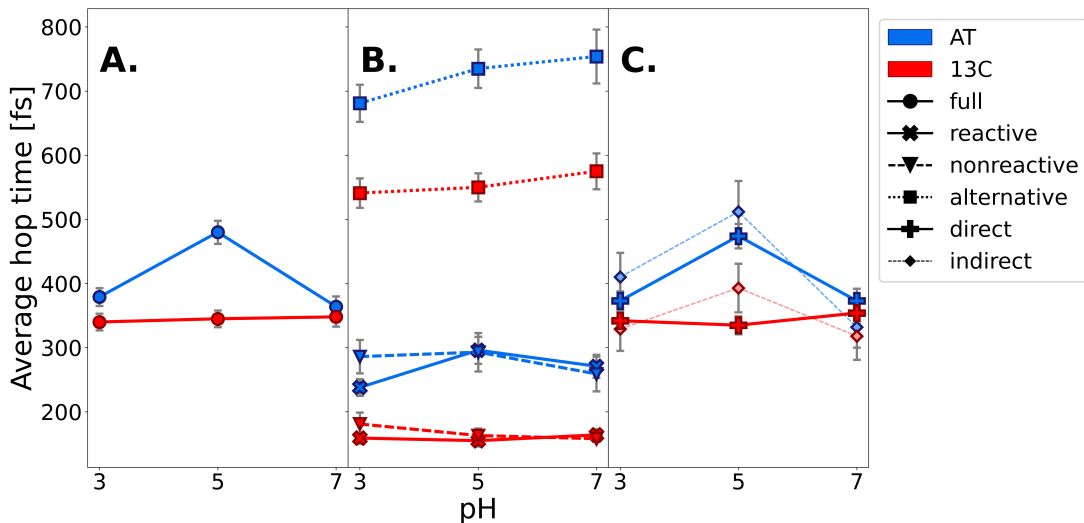 Average hop time [fs]
800
700
600
500
400
300
200
A.
B.
C.
3
5
7
3
5
7
3
5
7
pH
AT
13C
full
reactive
nonreactive
alternative
direct
indirect